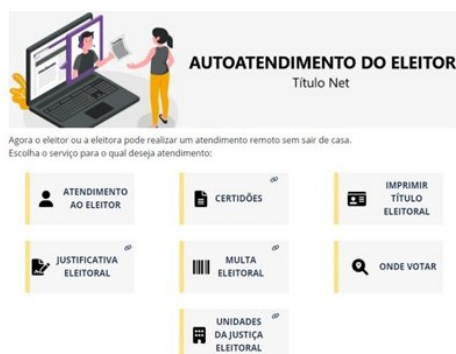 AUTOATENDIMENTO DO ELEITOR
Título Net
Agora o eleitor ou a eleitora pode realizar um atendimento remoto sem sair de casa.
Escolha o serviço para o qual deseja atendimento:
ATENDIMENTO
AO ELEITOR
CERTIDÕES
IMPRIMIR
TÍTULO
ELEITORAL
JUSTIFICATIVA
ELEITORAL
MULTA
ELEITORAL
ONDE VOTAR
UNIDADES
DA JUSTIÇA
ELEITORAL